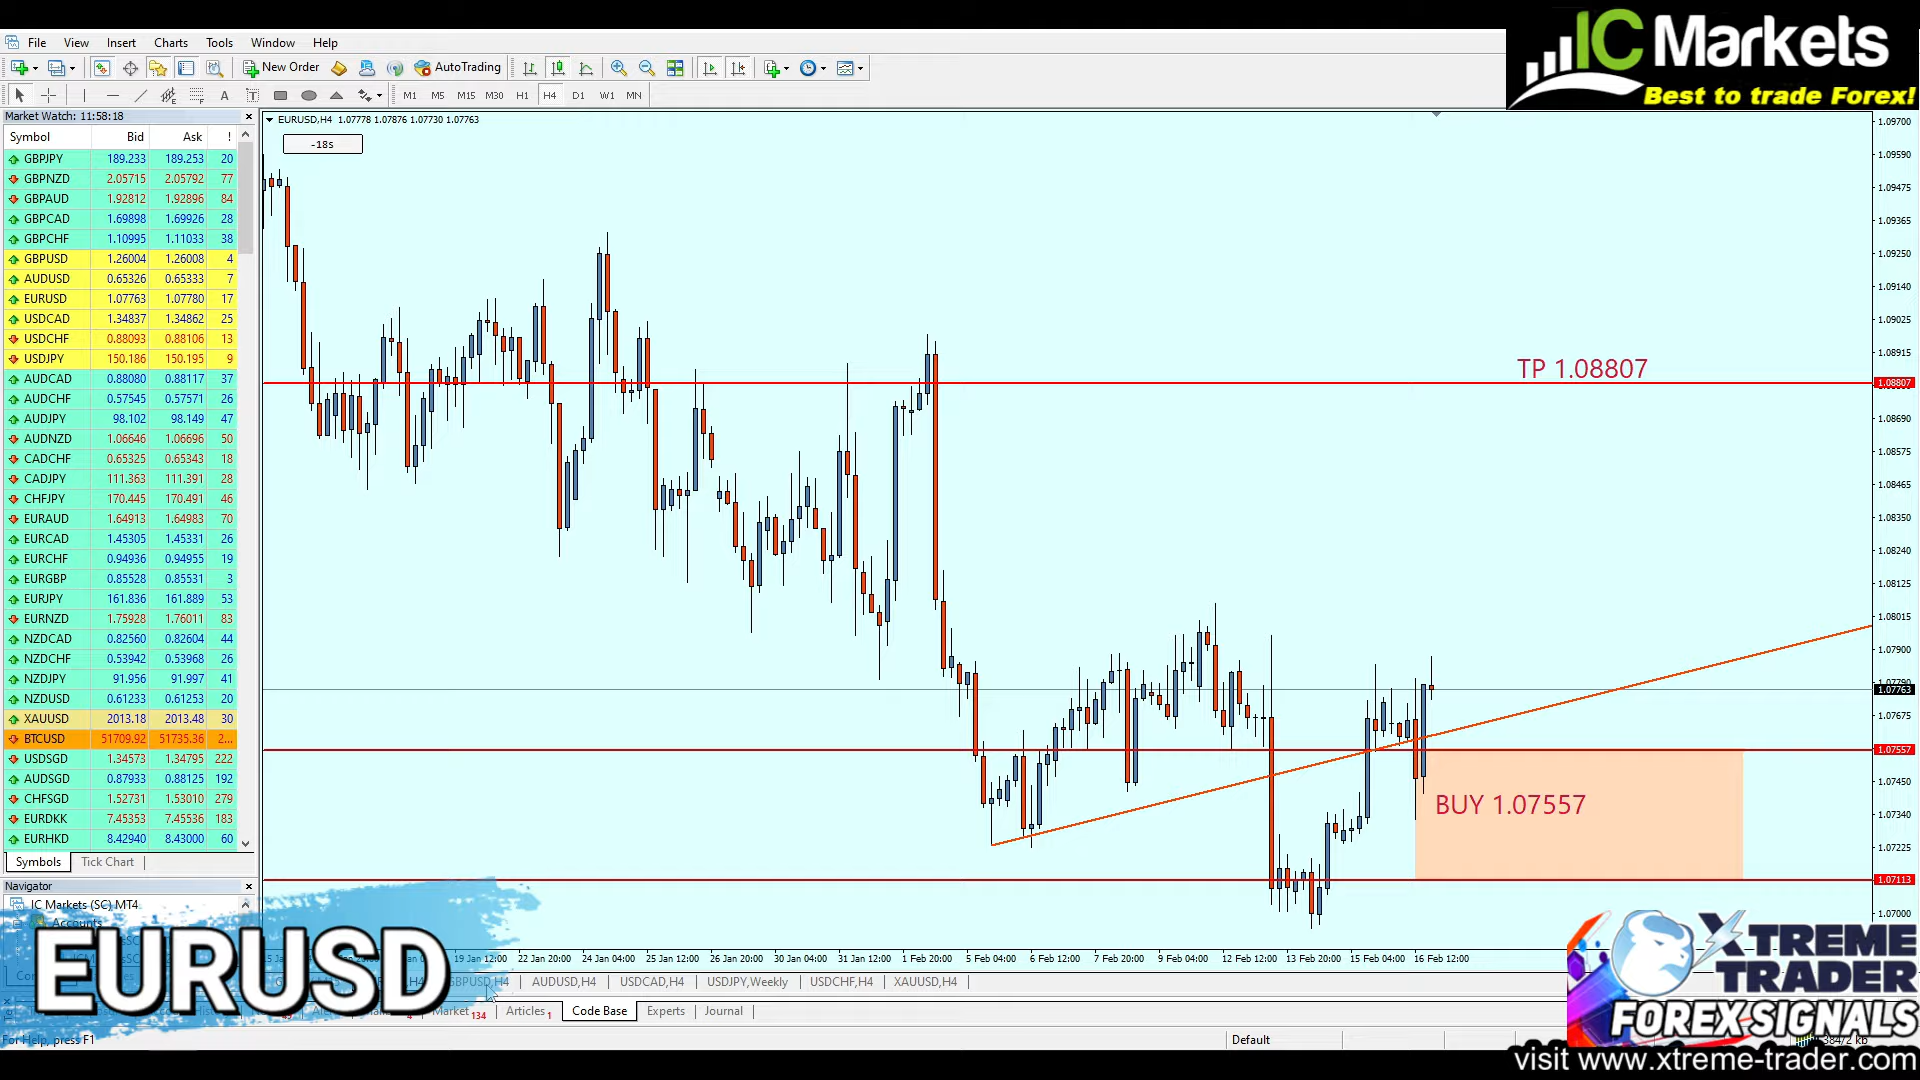 IC Markets
Best to trade Forex!
File View Insert Charts Tools Window Help
New Order AutoTrading
A T M1 M5 M15 M30 H1 H4 D1 W1 MN
Market Watch: 11:58:18
Symbol Bid Ask !
GBPJPY 189.233 189.253 20
GBPNZD 2.05715 2.05792 77
GBPAUD 1.92812 1.92896 84
GBPCAD 1.69898 1.69926 28
GBPCHF 1.10995 1.11033 38
GBPUSD 1.26004 1.26008 4
AUDUSD 0.65326 0.65333 7
EURUSD 1.07763 1.07780 17
USDCAD 1.34837 1.34862 25
USDCHF 0.88093 0.88106 13
USDJPY 150.186 150.195 9
AUDCAD 0.88080 0.88117 37
AUDCHF 0.57545 0.57571 26
AUDJPY 98.102 98.149 47
AUDNZD 1.06646 1.06696 50
CADCHF 0.65325 0.65343 18
CADJPY 111.363 111.391 28
CHFJPY 170.445 170.491 46
EURAUD 1.64913 1.64983 70
EURCAD 1.45305 1.45331 26
EURCHF 0.94936 0.94955 19
EURGBP 0.85528 0.85531 3
EURJPY 161.836 161.889 53
EURNZD 1.75928 1.76011 83
NZDCAD 0.82560 0.82604 44
NZDCHF 0.53942 0.53968 26
NZDJPY 91.956 91.997 41
NZDUSD 0.61233 0.61253 20
XAUUSD 2013.18 2013.48 30
BTCUSD 51709.92 51735.36 2...
USDSGD 1.34573 1.34795 222
AUDSGD 0.87933 0.88125 192
CHFSGD 1.52731 1.53010 279
EURDKK 7.45353 7.45536 183
EURHKD 8.42940 8.43000 60
Symbols Tick Chart
Navigator
IC Markets (SC) MT4
Accounts
EURUSD
EURUSD,H4 1.07778 1.07876 1.07730 1.07763
-18s
TP 1.08807
BUY 1.07557
1.09700
1.09590
1.09475
1.09365
1.09250
1.09140
1.09025
1.08915
1.08807
1.08690
1.08575
1.08465
1.08350
1.08240
1.08125
1.08015
1.07900
1.07790
1.07763
1.07675
1.07557
1.07450
1.07340
1.07225
1.07113
1.07000
19 Jan 12:00 22 Jan 20:00 24 Jan 04:00 25 Jan 12:00 26 Jan 20:00 30 Jan 04:00 31 Jan 12:00 1 Feb 20:00 5 Feb 04:00 6 Feb 12:00 7 Feb 20:00 9 Feb 04:00 12 Feb 12:00 13 Feb 20:00 15 Feb 04:00 16 Feb 12:00
GBPUSD,H4 AUDUSD,H4 USDCAD,H4 USDJPY,Weekly USDCHF,H4 XAUUSD,H4
Market 134 Articles 1 Code Base Experts Journal
For Help, press F1
Default
384/2 kb
XTREME
TRADER
FOREX SIGNALS
visit www.xtreme-trader.com